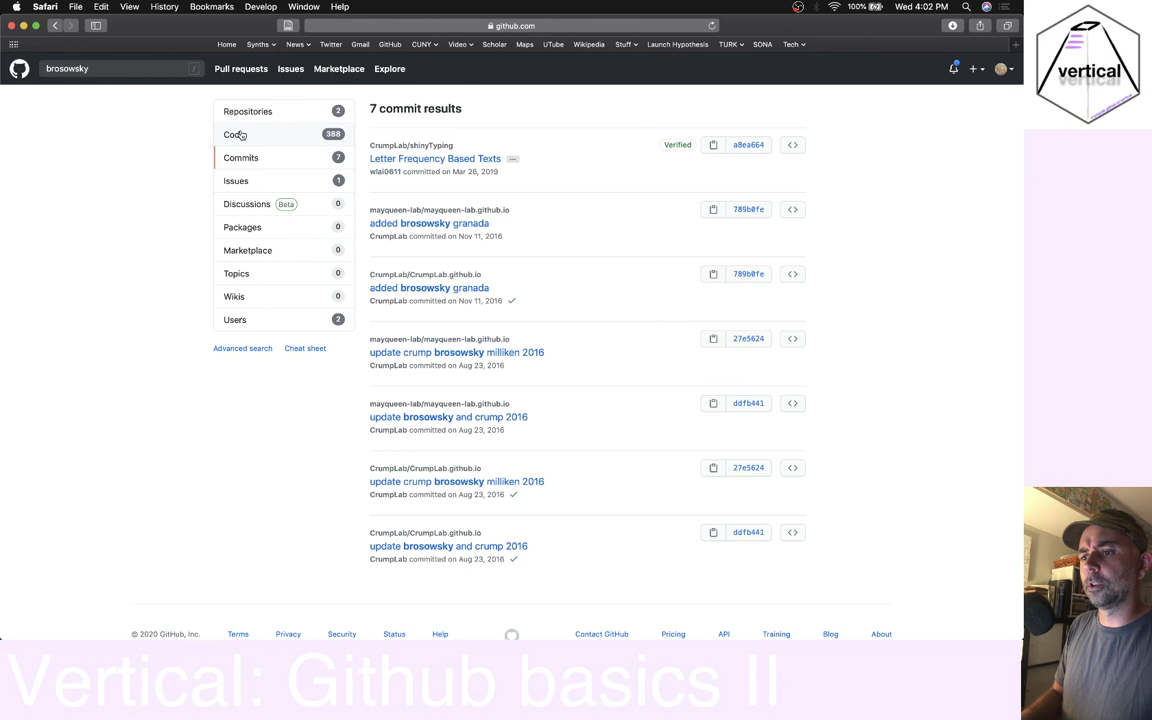 Safari File Edit View History Bookmarks Develop Window Help 100% Wed 4:02 PM
github.com
Home Synths News Twitter Gmail GitHub CUNY Video Scholar Maps UTube Wikipedia Stuff Launch Hypothesis TURK SONA Tech
brosowsky / Pull requests Issues Marketplace Explore
vertical
Repositories 2
Code 388
Commits 7
Issues 1
Discussions Beta 0
Packages 0
Marketplace 0
Topics 0
Wikis 0
Users 2
Advanced search Cheat sheet
7 commit results
CrumpLab/shinyTyping
Letter Frequency Based Texts ...
wlai0611 committed on Mar 26, 2019
Verified a8ea664
mayqueen-lab/mayqueen-lab.github.io
added brosowsky granada
CrumpLab committed on Nov 11, 2016
789b0fe
CrumpLab/CrumpLab.github.io
added brosowsky granada
CrumpLab committed on Nov 11, 2016
789b0fe
mayqueen-lab/mayqueen-lab.github.io
update crump brosowsky milliken 2016
CrumpLab committed on Aug 23, 2016
27e5624
mayqueen-lab/mayqueen-lab.github.io
update brosowsky and crump 2016
CrumpLab committed on Aug 23, 2016
ddfb441
CrumpLab/CrumpLab.github.io
update crump brosowsky milliken 2016
CrumpLab committed on Aug 23, 2016
27e5624
CrumpLab/CrumpLab.github.io
update brosowsky and crump 2016
CrumpLab committed on Aug 23, 2016
ddfb441
© 2020 GitHub, Inc. Terms Privacy Security Status Help Contact GitHub Pricing API Training Blog About
Vertical: Github basics II